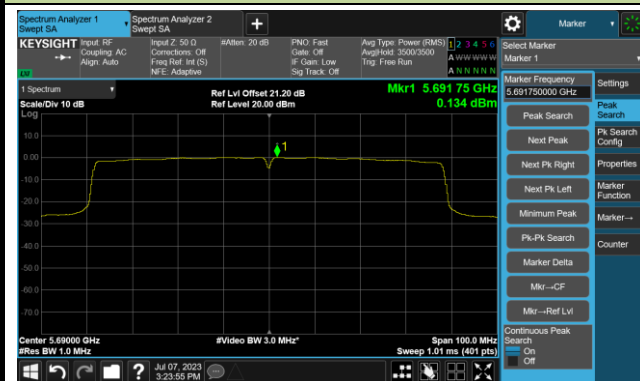 Spectrum Analyzer 1
Swept SA
Spectrum Analyzer 2
Swept SA
+
Marker
KEYSIGHT
Input: RF
Coupling: AC
Align: Auto
Input Z: 50 Ω
Corrections: Off
Freq Ref: Int (S)
NFE: Adaptive
#Atten: 20 dB
PNO: Fast
Gate: Off
IF Gain: Low
Sig Track: Off
Avg Type: Power (RMS)
Avg|Hold: 3500/3500
Trig: Free Run
1 2 3 4 5 6
A W W W W W
A N N N N N
Select Marker
Marker 1
1 Spectrum
Scale/Div 10 dB
Log
Ref Lvl Offset 21.20 dB
Ref Level 20.00 dBm
Mkr1 5.691 75 GHz
0.134 dBm
10.0
0.00
-10.0
-20.0
-30.0
-40.0
-50.0
-60.0
-70.0
1
Center 5.69000 GHz
#Res BW 1.0 MHz
#Video BW 3.0 MHz*
Span 100.0 MHz
Sweep 1.01 ms (401 pts)
Marker Frequency
5.691750000 GHz
Peak Search
Next Peak
Next Pk Right
Next Pk Left
Minimum Peak
Pk-Pk Search
Marker Delta
Mkr→CF
Mkr→Ref Lvl
Continuous Peak
Search
On
Off
Settings
Peak
Search
Pk Search
Config
Properties
Marker
Function
Marker→
Counter
?
Jul 07, 2023
3:23:55 PM